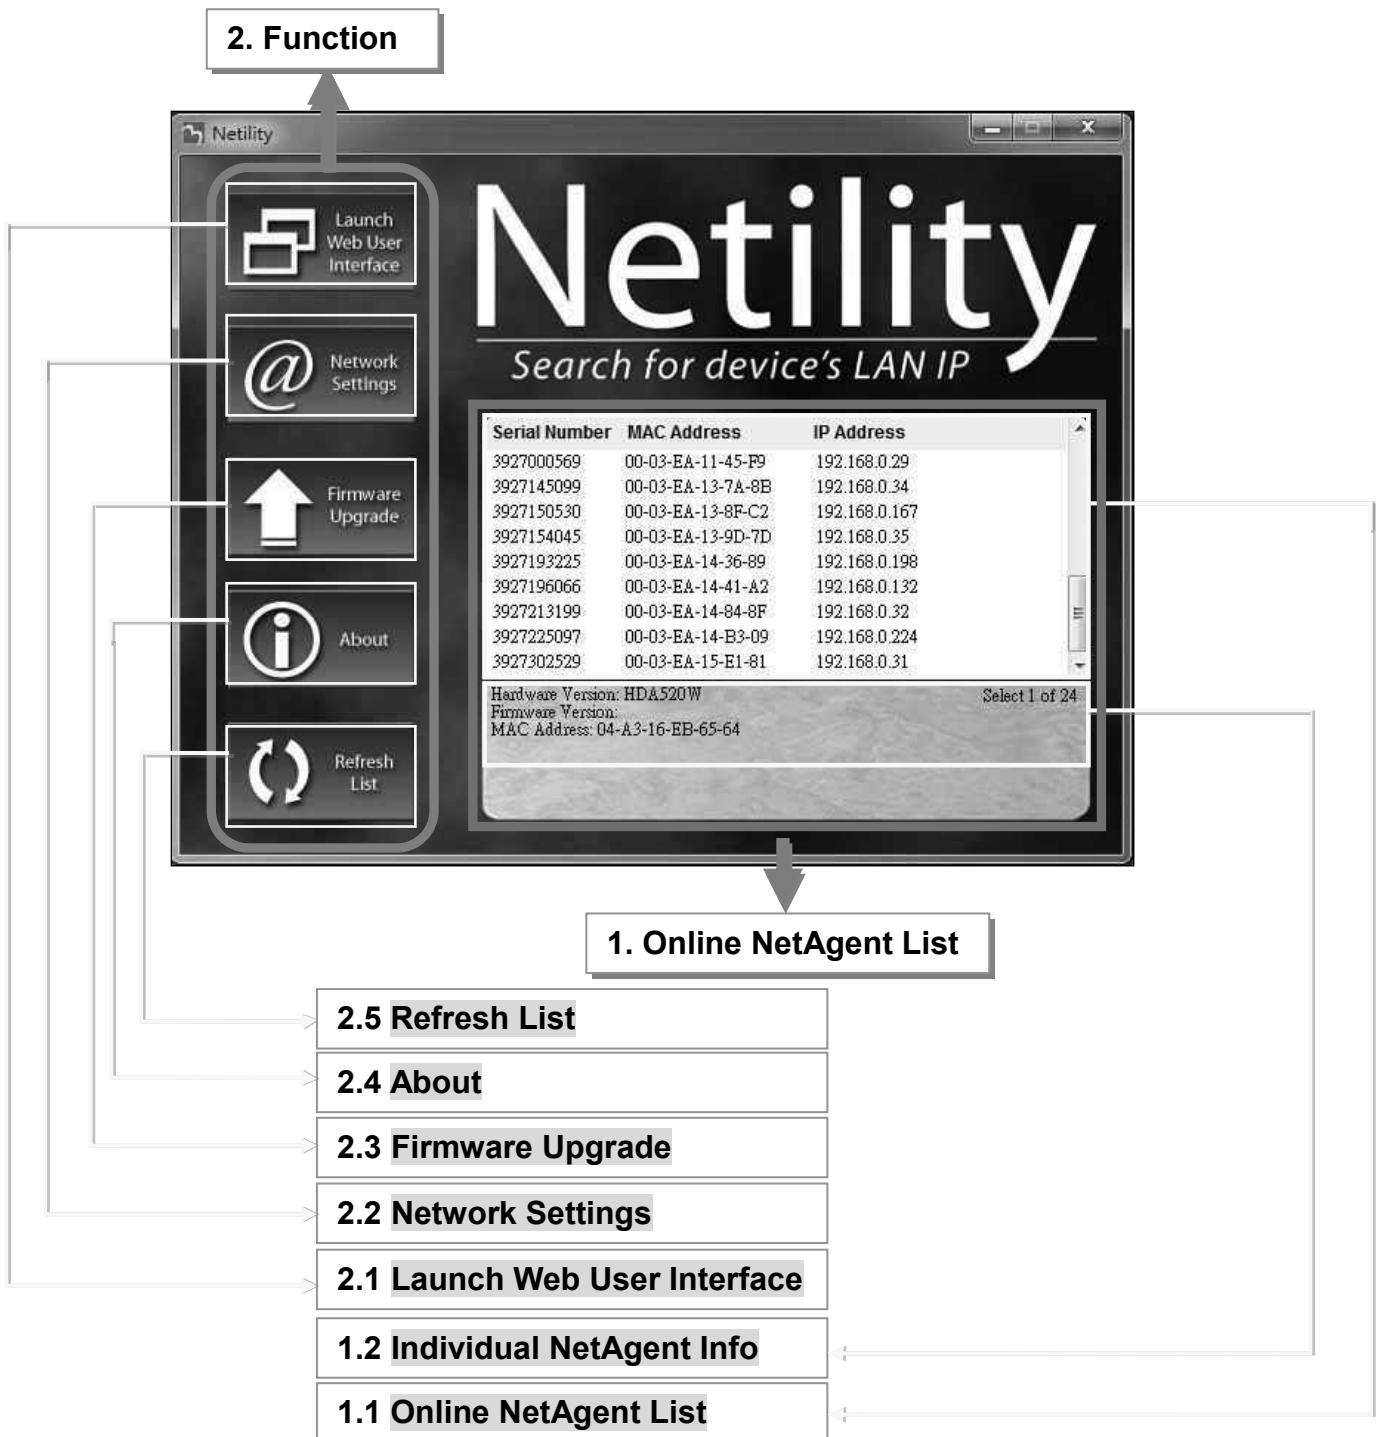 2. Function
Netility
Launch
Web User
Interface
Network
Settings
Firmware
Upgrade
About
Refresh
List
Netility
Search for device's LAN IP
Serial Number MAC Address IP Address
3927000569 00-03-EA-11-45-F9 192.168.0.29
3927145099 00-03-EA-13-7A-8B 192.168.0.34
3927150530 00-03-EA-13-8F-C2 192.168.0.167
3927154045 00-03-EA-13-9D-7D 192.168.0.35
3927193225 00-03-EA-14-36-89 192.168.0.198
3927196066 00-03-EA-14-41-A2 192.168.0.132
3927213199 00-03-EA-14-84-8F 192.168.0.32
3927225097 00-03-EA-14-B3-09 192.168.0.224
3927302529 00-03-EA-15-E1-81 192.168.0.31
Hardware Version: HDA520W Select 1 of 24
Firmware Version:
MAC Address: 04-A3-16-EB-65-64
1. Online NetAgent List
2.5 Refresh List
2.4 About
2.3 Firmware Upgrade
2.2 Network Settings
2.1 Launch Web User Interface
1.2 Individual NetAgent Info
1.1 Online NetAgent List